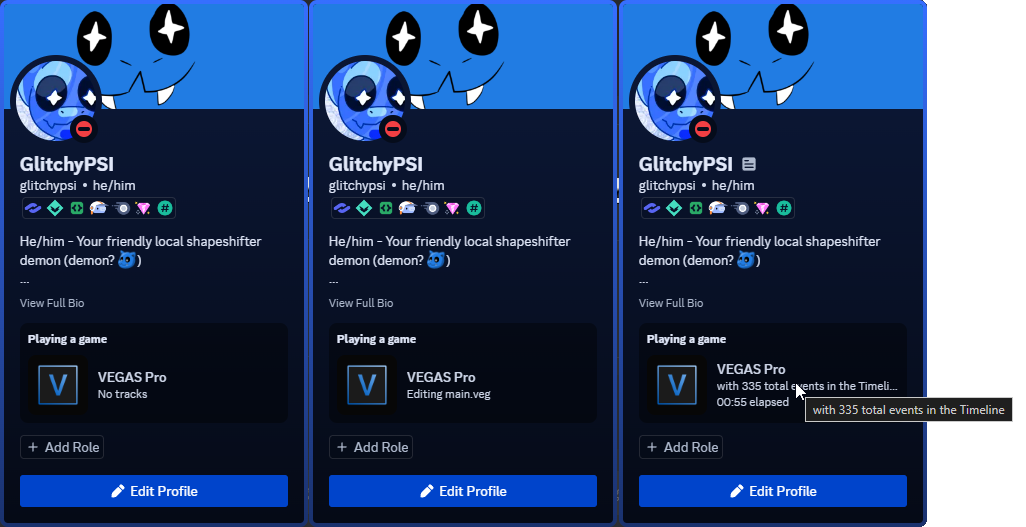 GlitchyPSI
glitchypsi • he/him
He/him - Your friendly local shapeshifter
demon (demon? )
...
View Full Bio
Playing a game
V
VEGAS Pro
No tracks
+ Add Role
Edit Profile
GlitchyPSI
glitchypsi • he/him
He/him - Your friendly local shapeshifter
demon (demon? )
...
View Full Bio
Playing a game
V
VEGAS Pro
Editing main.veg
+ Add Role
Edit Profile
GlitchyPSI
glitchypsi • he/him
He/him - Your friendly local shapeshifter
demon (demon? )
...
View Full Bio
Playing a game
V
VEGAS Pro
with 335 total events in the Timeli...
00:55 elapsed
with 335 total events in the Timeline
+ Add Role
Edit Profile